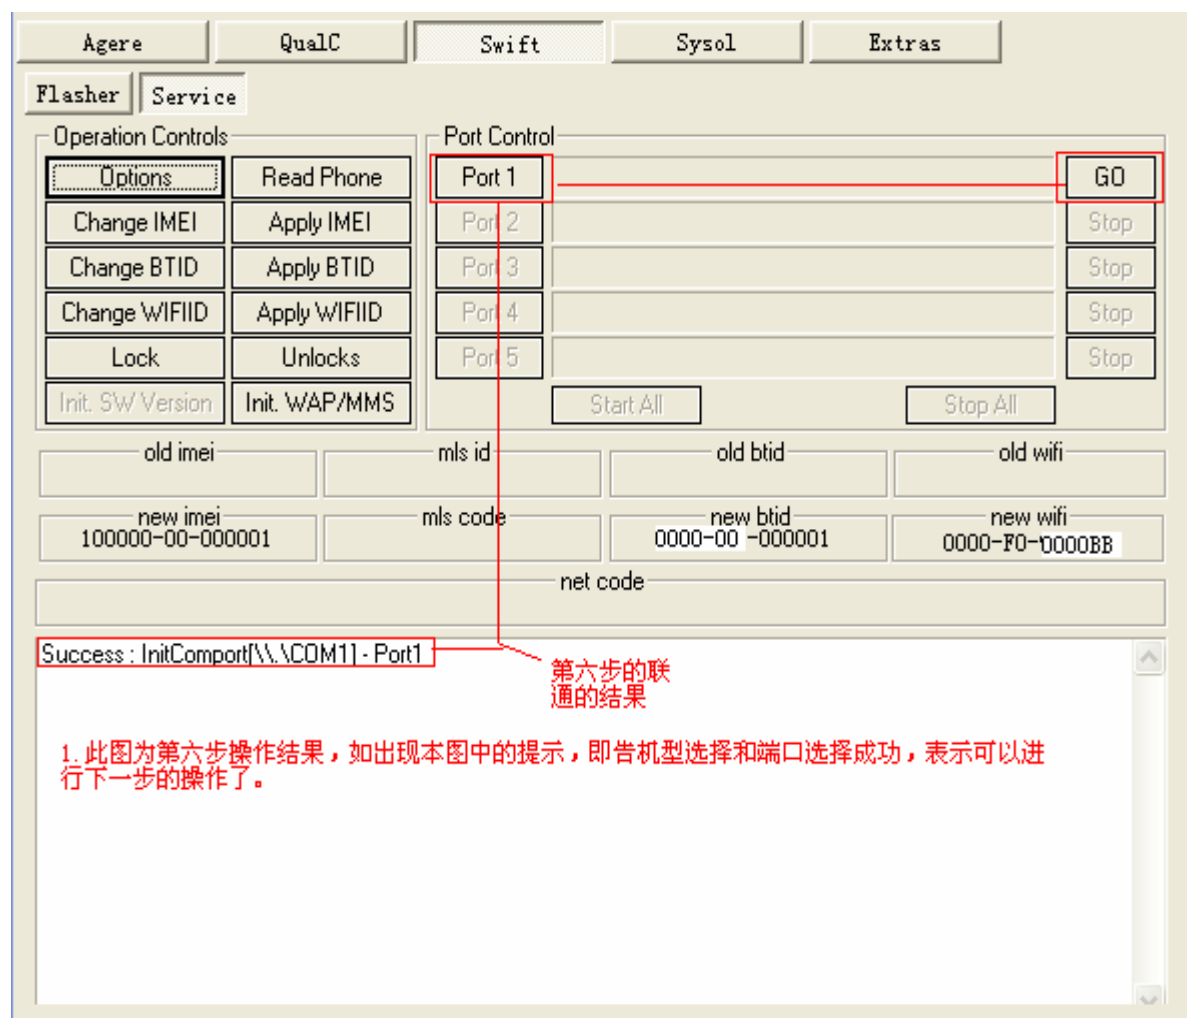 Agere QualC Swift Sysol Extras
Flasher Service
Operation Controls
Port Control
Options Read Phone
Port 1 GO
Change IMEI Apply IMEI
Port 2 Stop
Change BTID Apply BTID
Port 3 Stop
Change WIFIID Apply WIFIID
Port 4 Stop
Lock Unlocks
Port 5 Stop
Init. SW Version Init. WAP/MMS
Start All Stop All
old imei mls id old btid old wifi
new imei mls code new btid new wifi
100000-00-000001 0000-00 -000001 0000-F0-0000BB
net code
Success : InitComport[\\.\COM1] - Port1
第六步的联
通的结果
1. 此图为第六步操作结果，如出现本图中的提示，即告机型选择和端口选择成功，表示可以进
行下一步的操作了。